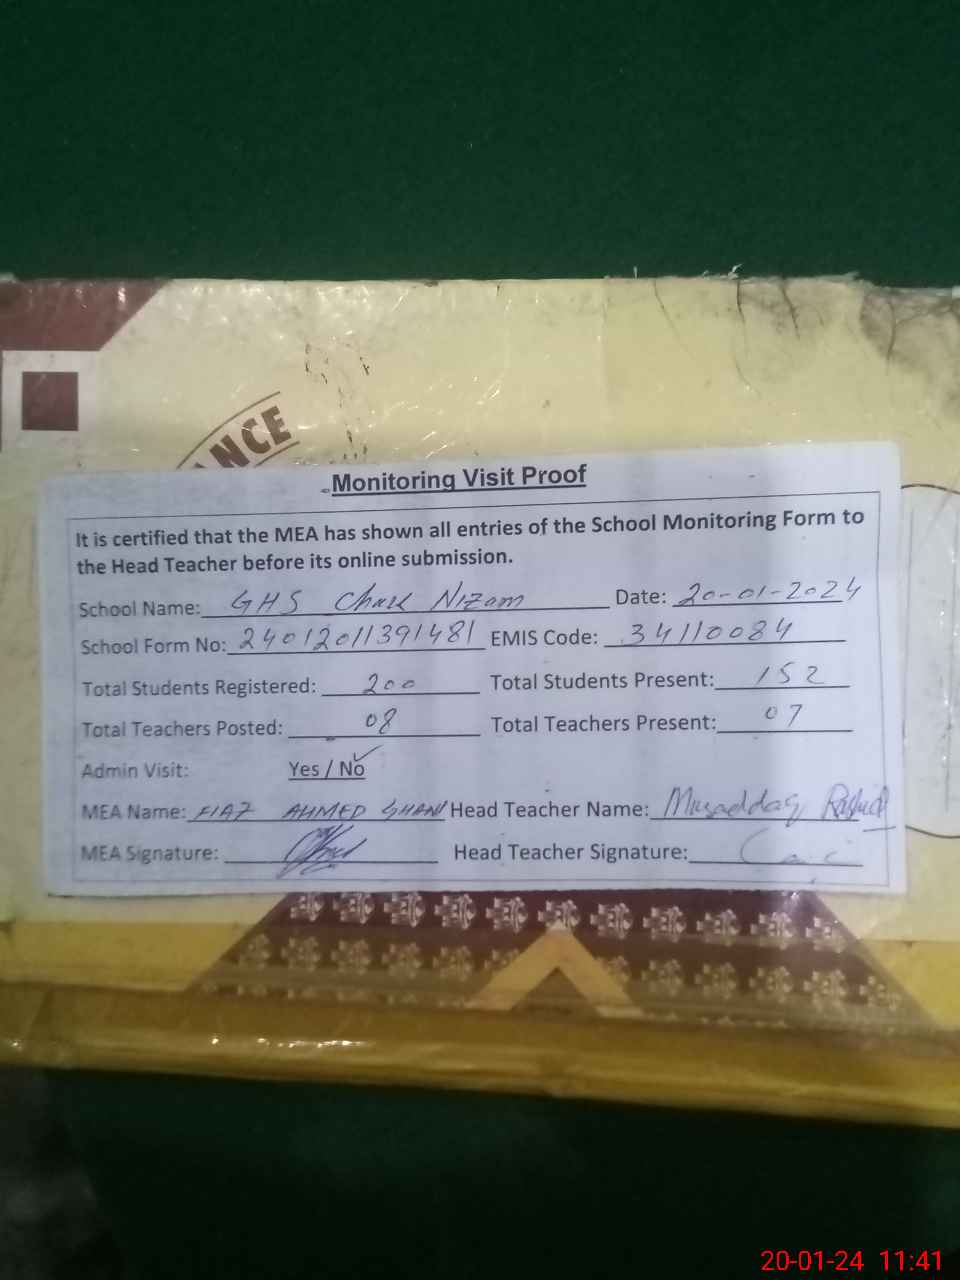 NCE
Monitoring Visit Proof
It is certified that the MEA has shown all entries of the School Monitoring Form to
the Head Teacher before its online submission.
School Name: GHS Chak Nizam Date: 20-01-2024
School Form No: 24012011391481 EMIS Code: 34110084
Total Students Registered: 200 Total Students Present: 152
Total Teachers Posted: 08 Total Teachers Present: 07
Admin Visit: Yes / No
MEA Name: FIAZ AHMED GHANI Head Teacher Name: Musaddaq Rashid
MEA Signature: Head Teacher Signature:
20-01-24 11:41